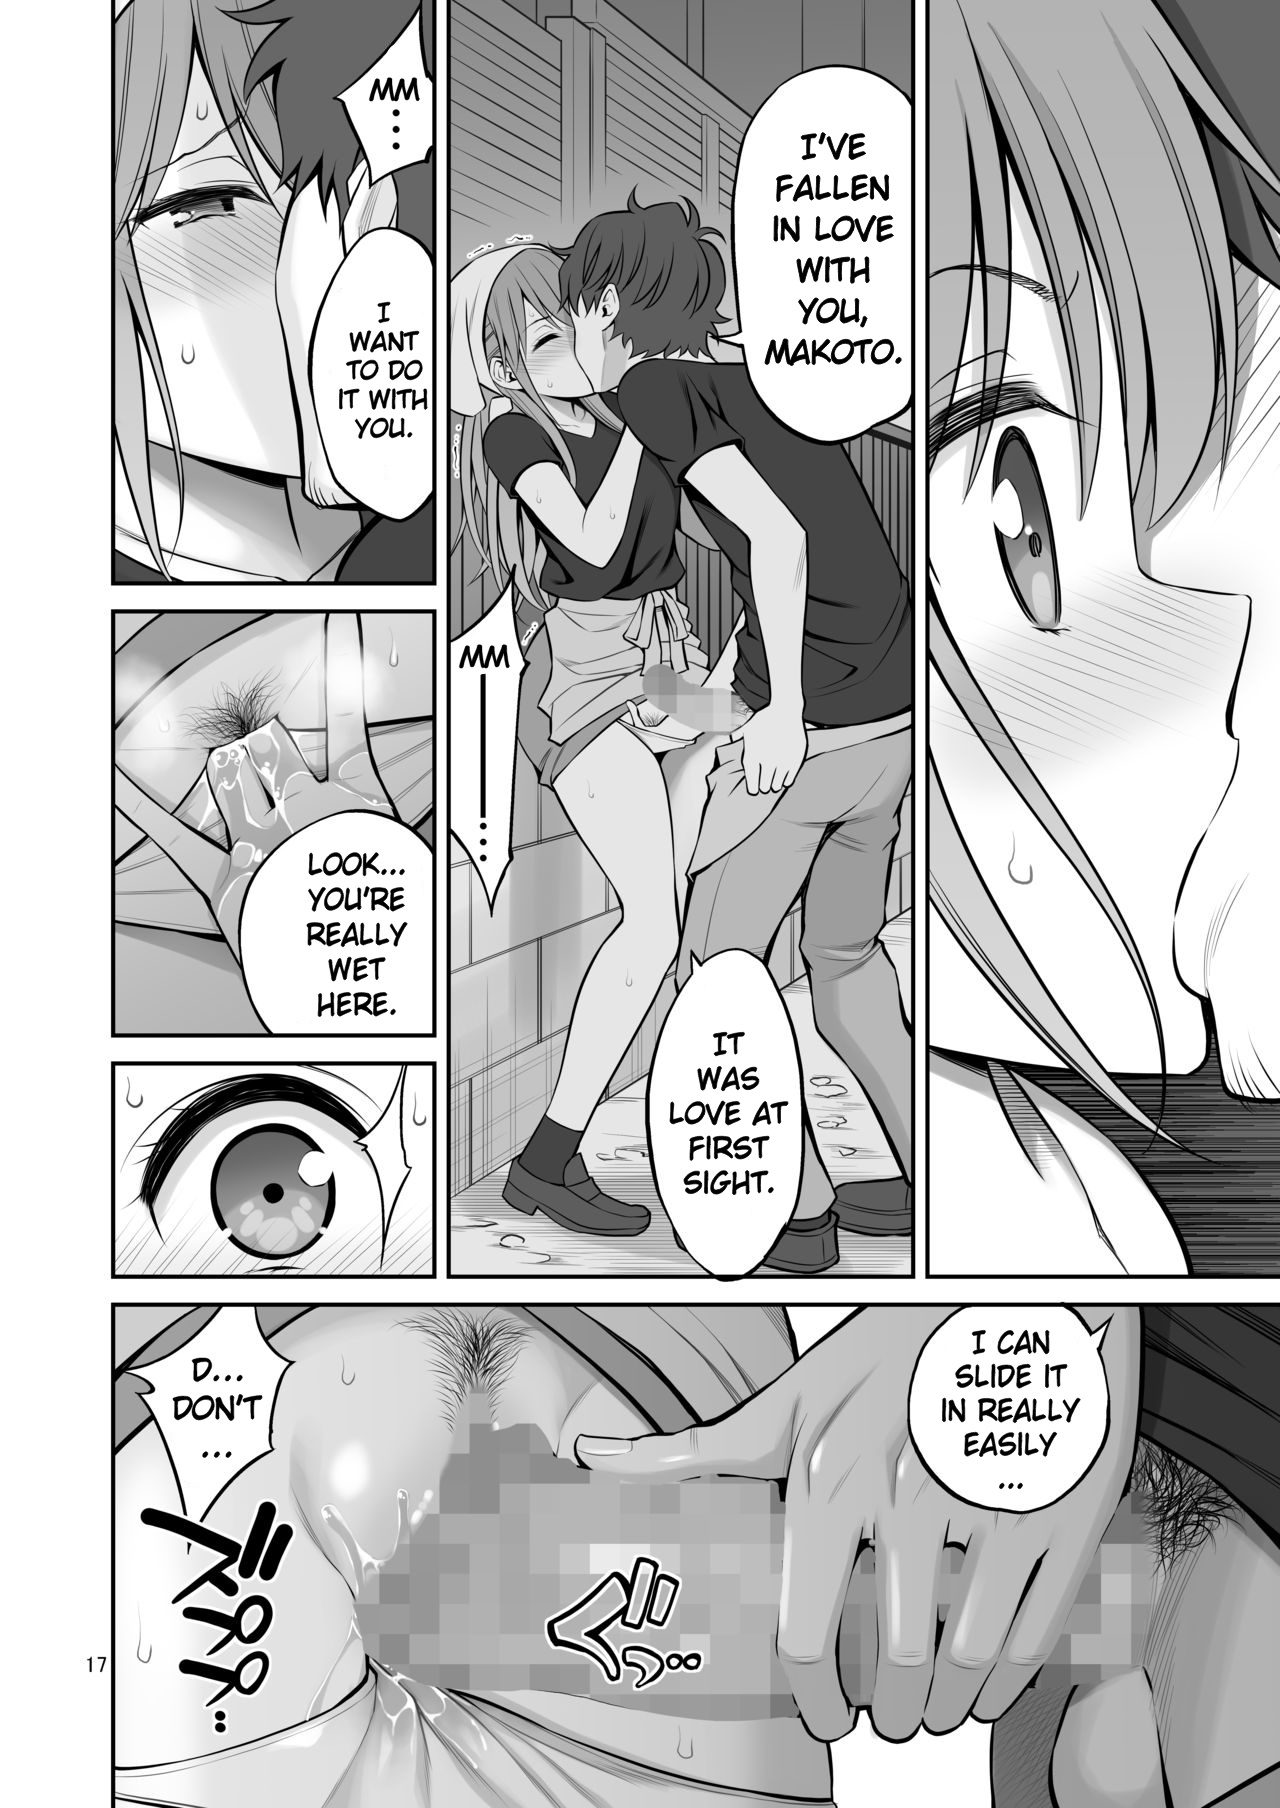 I'VE
FALLEN
IN LOVE
WITH
YOU,
MAKOTO.
IT
WAS
LOVE AT
FIRST
SIGHT.
MM
MM
I
WANT
TO DO
IT WITH
YOU.
LOOK...
YOU'RE
REALLY
WET
HERE.
I CAN
SLIDE IT
IN REALLY
EASILY
...
D...
DON'T
...
17